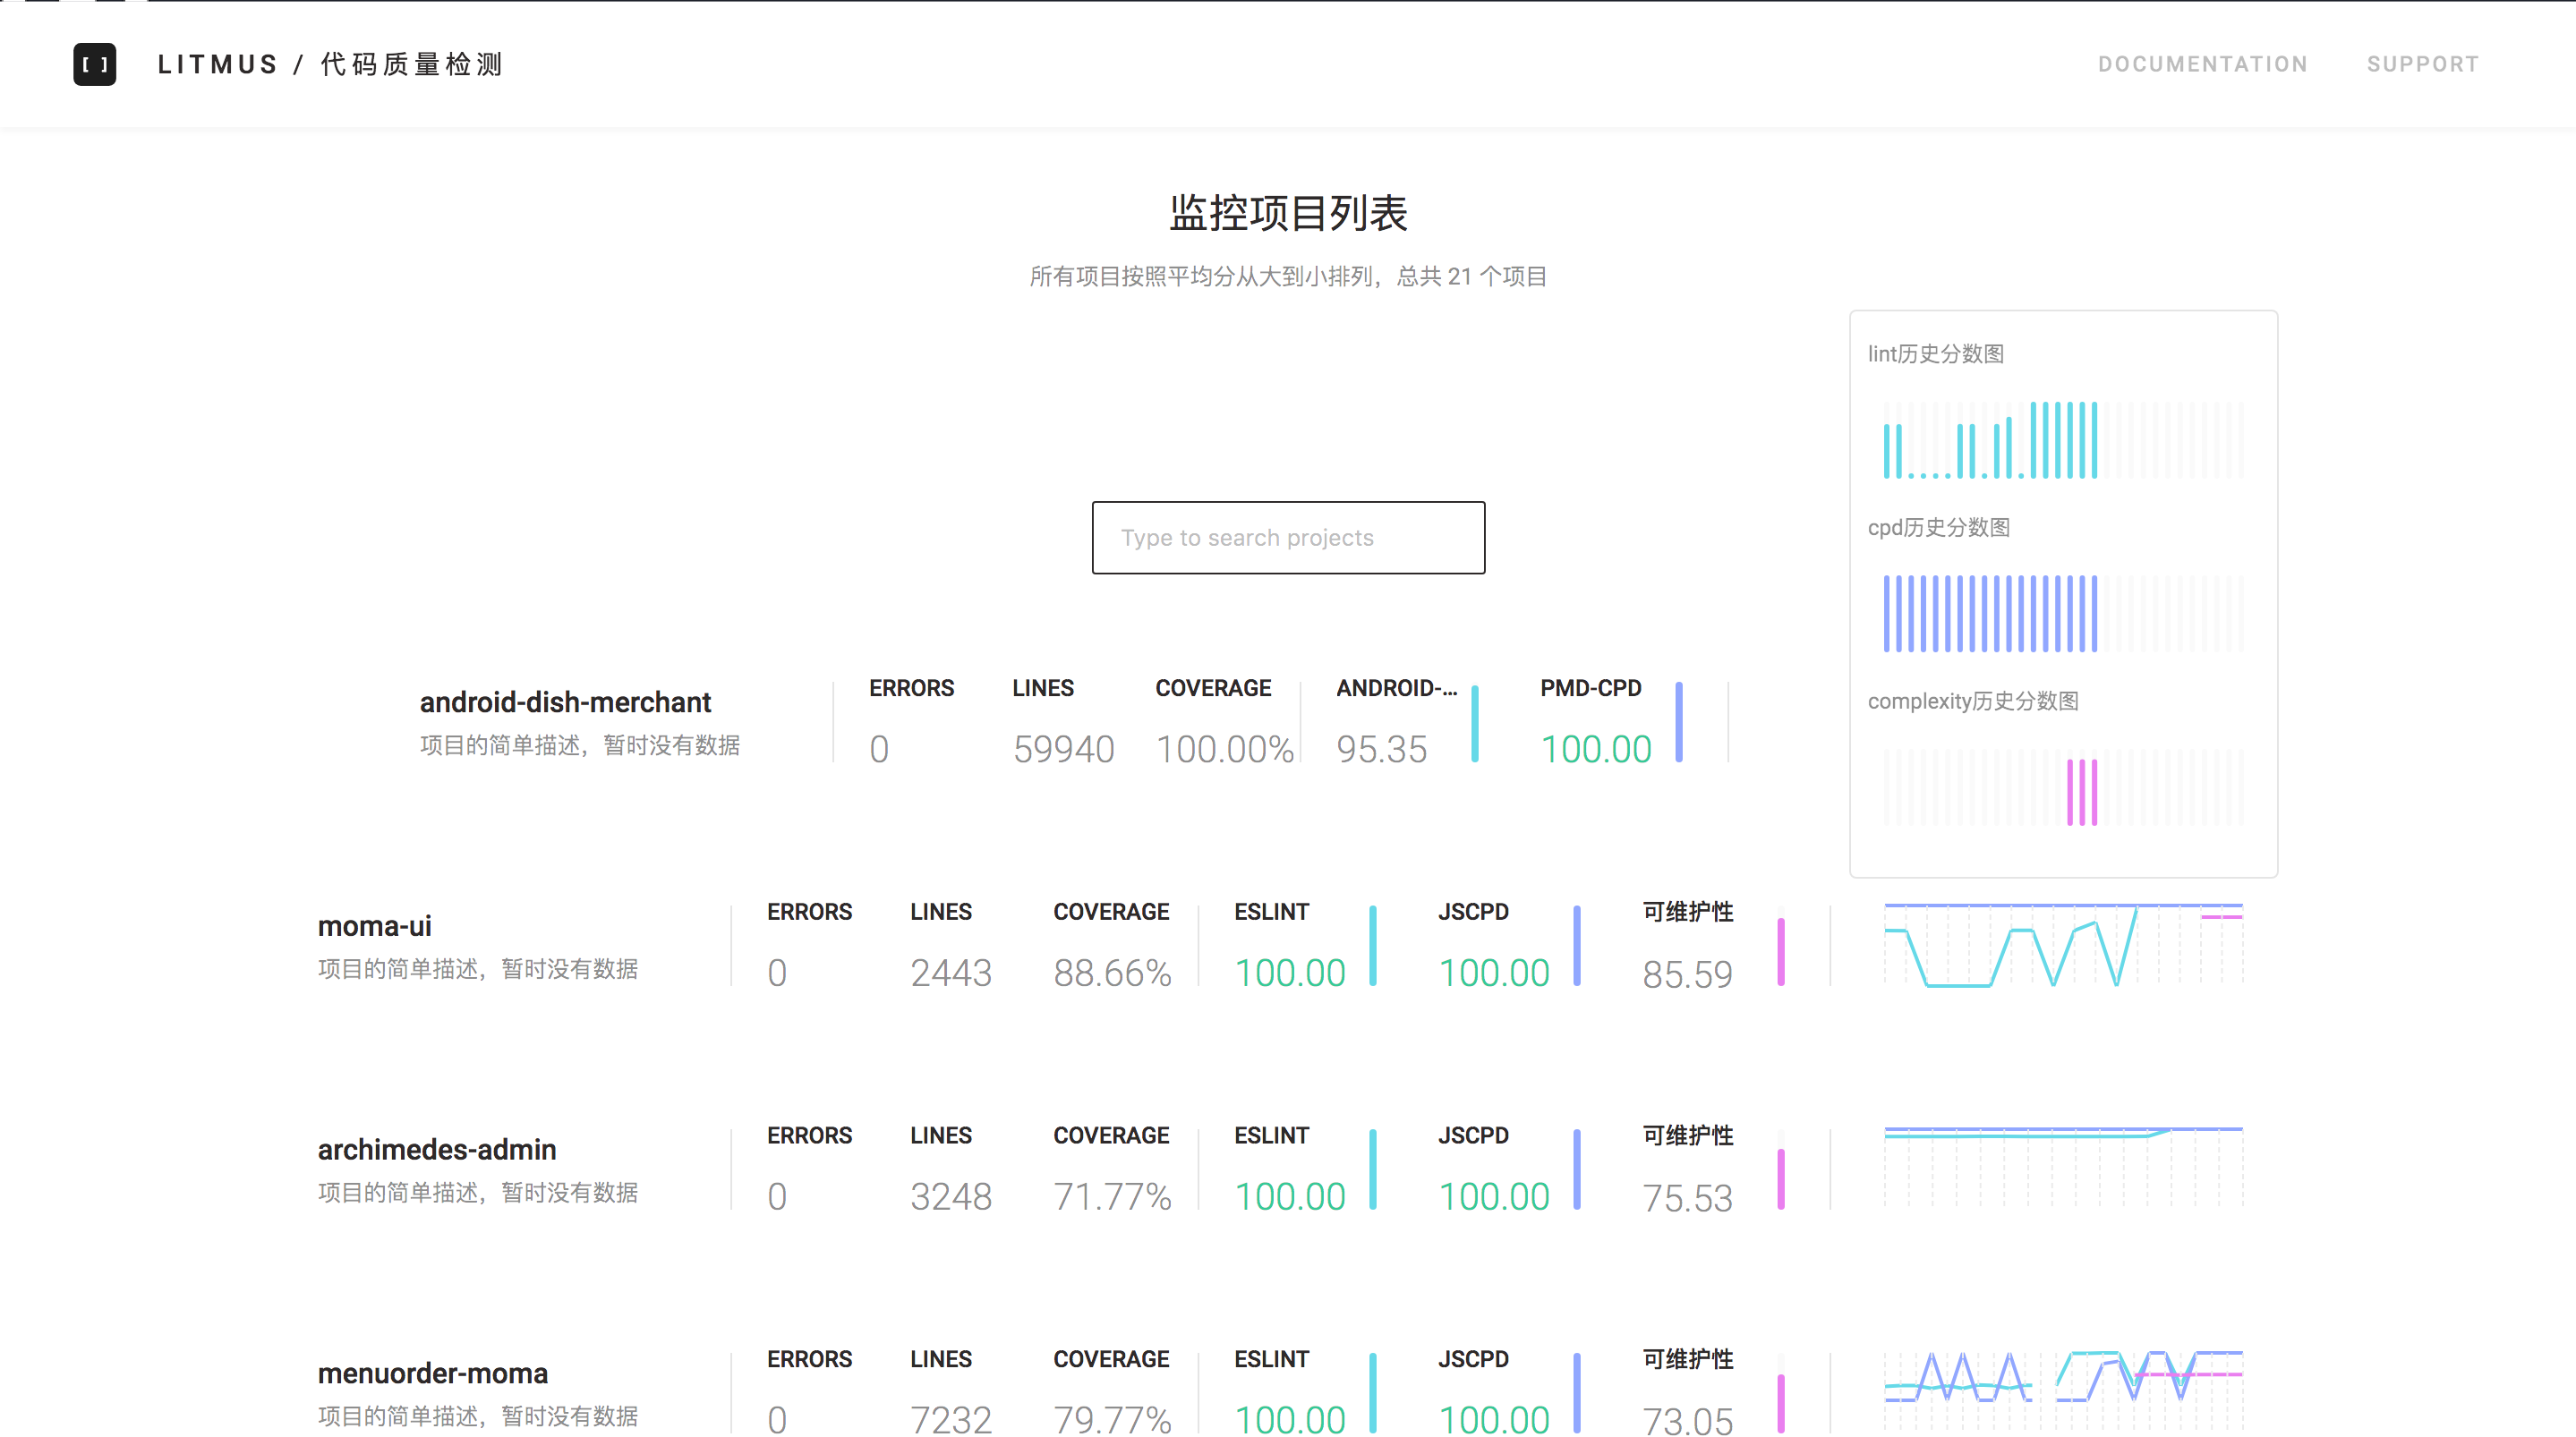 [ ] LITMUS / 代码质量检测 DOCUMENTATION SUPPORT
监控项目列表
所有项目按照平均分从大到小排列，总共 21 个项目
lint历史分数图
cpd历史分数图
complexity历史分数图
Type to search projects
android-dish-merchant
项目的简单描述，暂时没有数据
ERRORS LINES COVERAGE ANDROID-... PMD-CPD
0 59940 100.00% 95.35 100.00
moma-ui
项目的简单描述，暂时没有数据
ERRORS LINES COVERAGE ESLINT JSCPD 可维护性
0 2443 88.66% 100.00 100.00 85.59
archimedes-admin
项目的简单描述，暂时没有数据
ERRORS LINES COVERAGE ESLINT JSCPD 可维护性
0 3248 71.77% 100.00 100.00 75.53
menuorder-moma
项目的简单描述，暂时没有数据
ERRORS LINES COVERAGE ESLINT JSCPD 可维护性
0 7232 79.77% 100.00 100.00 73.05